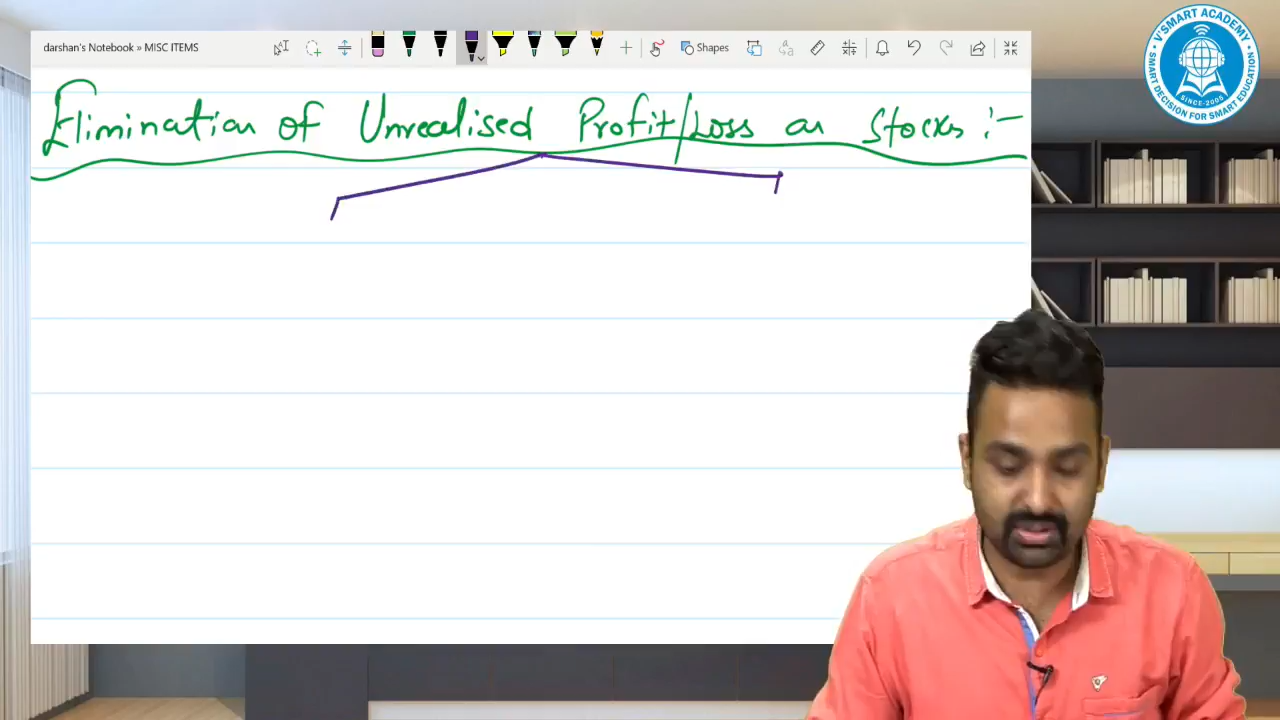 darshan's Notebook » MISC ITEMS
Shapes
Elimination of Unrealised Profit/Loss on Stocks :-
V'SMART ACADEMY
SINCE-2005
SMART DECISION FOR SMART EDUCATION